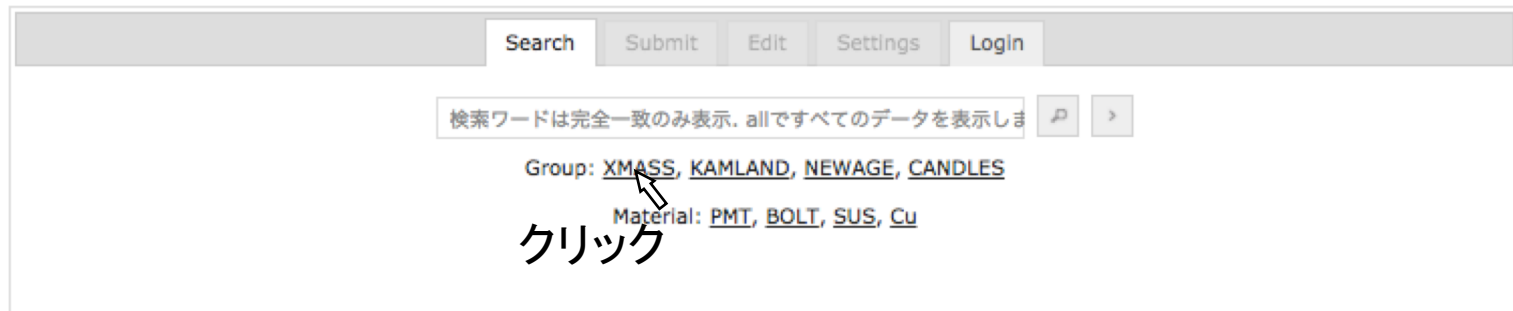 Search Submit Edit Settings Login
検索ワードは完全一致のみ表示. allですべてのデータを表示しま
Group: XMASS, KAMLAND, NEWAGE, CANDLES
Material: PMT, BOLT, SUS, Cu
クリック